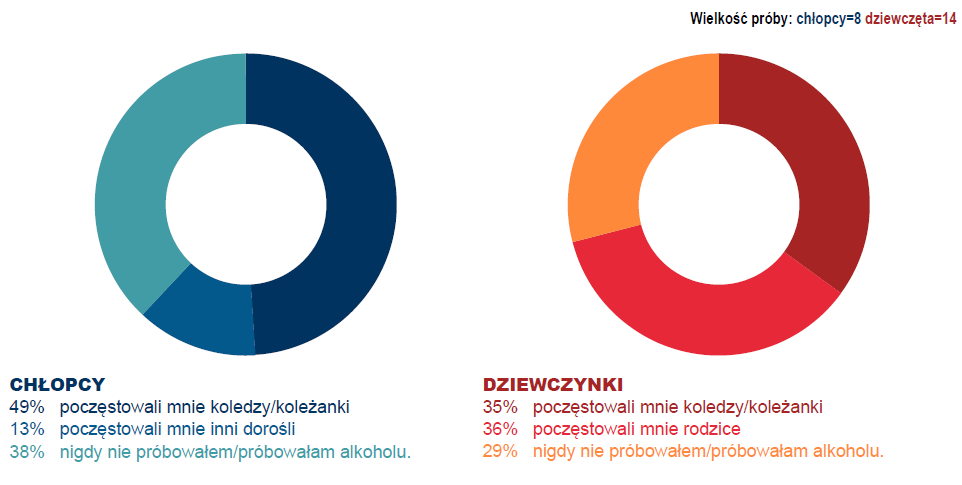 Wielkość próby: chłopcy=8 dziewczęta=14
CHŁOPCY
49% poczęstowali mnie koledzy/koleżanki
13% poczęstowali mnie inni dorośli
38% nigdy nie próbowałem/próbowałam alkoholu.
DZIEWCZYNKI
35% poczęstowali mnie koledzy/koleżanki
36% poczęstowali mnie rodzice
29% nigdy nie próbowałem/próbowałam alkoholu.